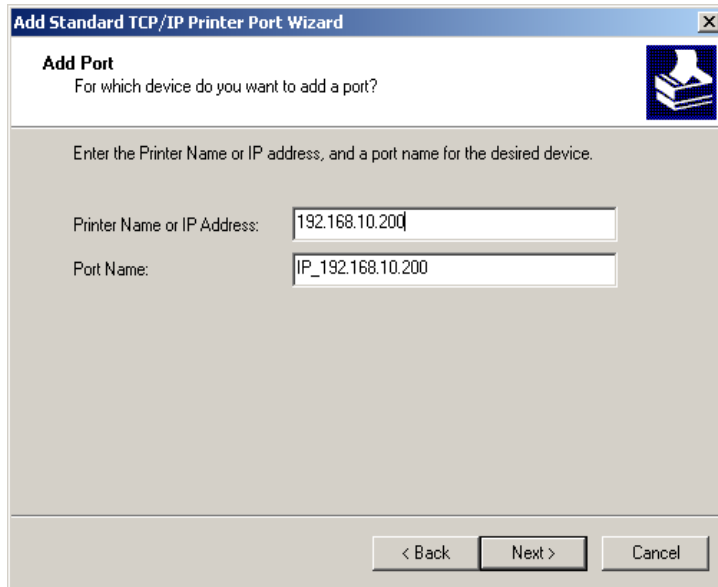 Add Standard TCP/IP Printer Port Wizard
Add Port
For which device do you want to add a port?
Enter the Printer Name or IP address, and a port name for the desired device.
Printer Name or IP Address: 192.168.10.200
Port Name: IP_192.168.10.200
< Back Next > Cancel